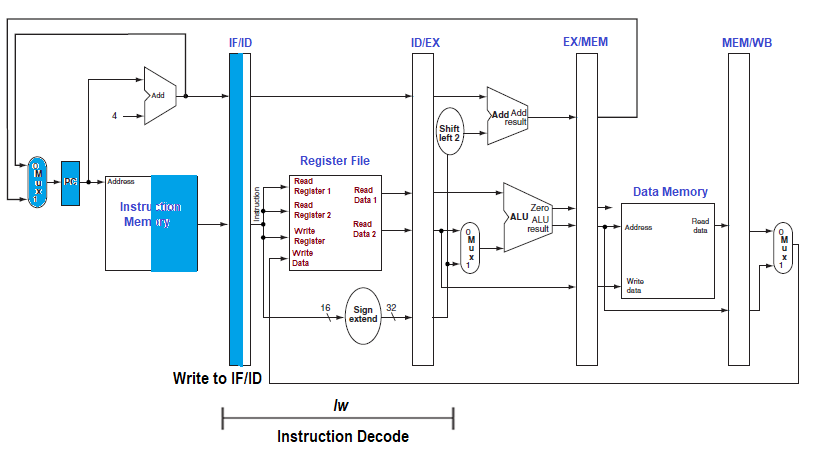 IF/ID
ID/EX
EX/MEM
MEM/WB
Add
4
Add Add
result
Shift
left 2
Register File
0
M
u
x
1
PC
Address
Instruction
Memory
Instruction
Read
Register 1
Read
Register 2
Write
Register
Write
Data
Read
Data 1
Read
Data 2
ALU
Zero
ALU
result
0
M
u
x
1
Data Memory
Address
Read
data
Write
data
0
M
u
x
1
16
Sign
extend
32
Write to IF/ID
lw
Instruction Decode